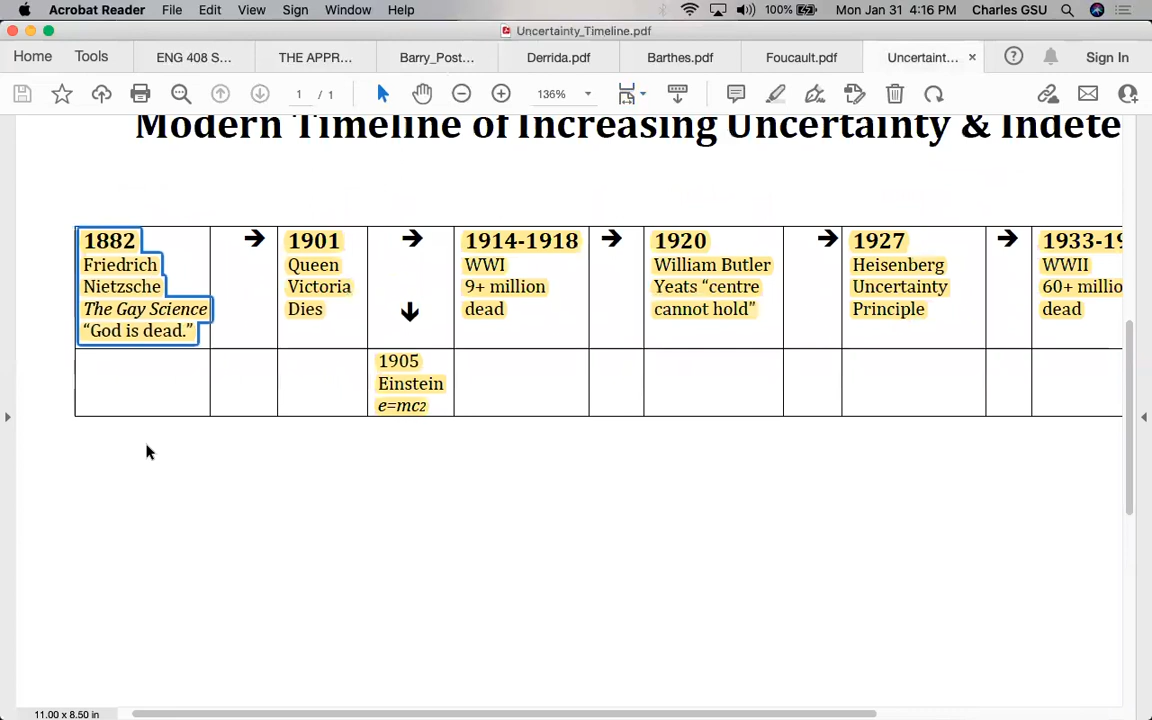 Acrobat Reader File Edit View Sign Window Help 100% Mon Jan 31 4:16 PM Charles GSU
Uncertainty_Timeline.pdf
Home Tools ENG 408 S... THE APPR... Barry_Post... Derrida.pdf Barthes.pdf Foucault.pdf Uncertaint... × Sign In
1 / 1 136%
Modern Timeline of Increasing Uncertainty & Indete
1882
Friedrich
Nietzsche
The Gay Science
“God is dead.”
1901
Queen
Victoria
Dies
1914-1918
WWI
9+ million
dead
1920
William Butler
Yeats “centre
cannot hold”
1927
Heisenberg
Uncertainty
Principle
1933-19
WWII
60+ millio
dead
1905
Einstein
e=mc2
11.00 x 8.50 in